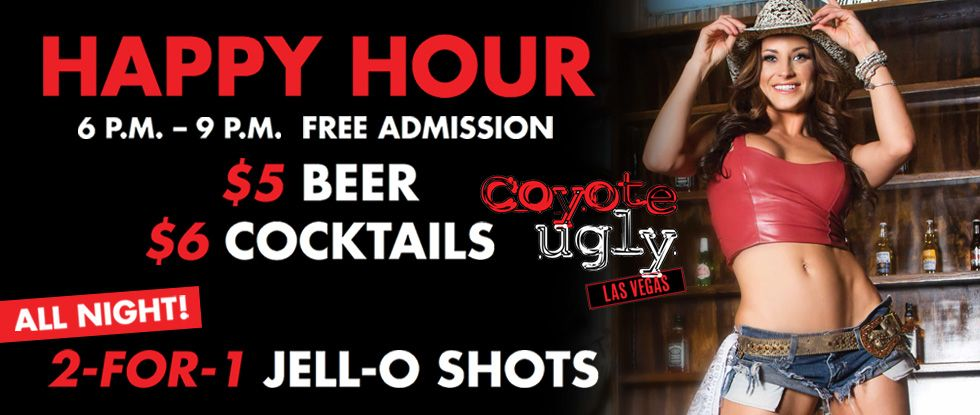 HAPPY HOUR
6 P.M. – 9 P.M. FREE ADMISSION
$5 BEER
$6 COCKTAILS
coyote
ugly
LAS VEGAS
ALL NIGHT!
2-FOR-1 JELL-O SHOTS